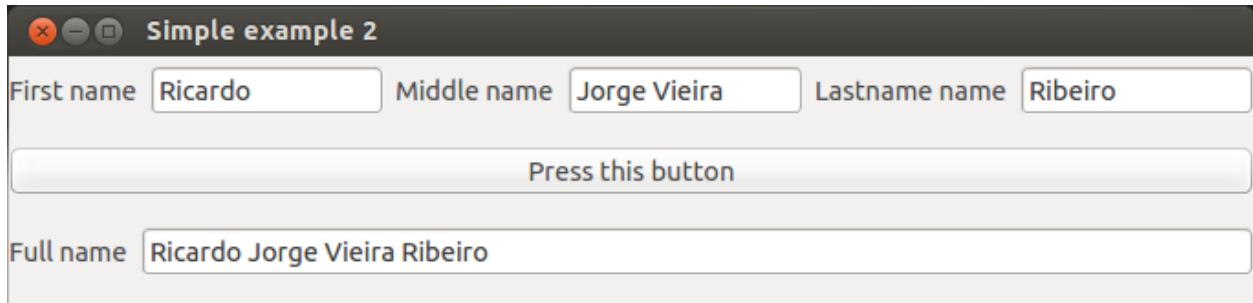 Simple example 2
First name Ricardo Middle name Jorge Vieira Lastname name Ribeiro
Press this button
Full name Ricardo Jorge Vieira Ribeiro